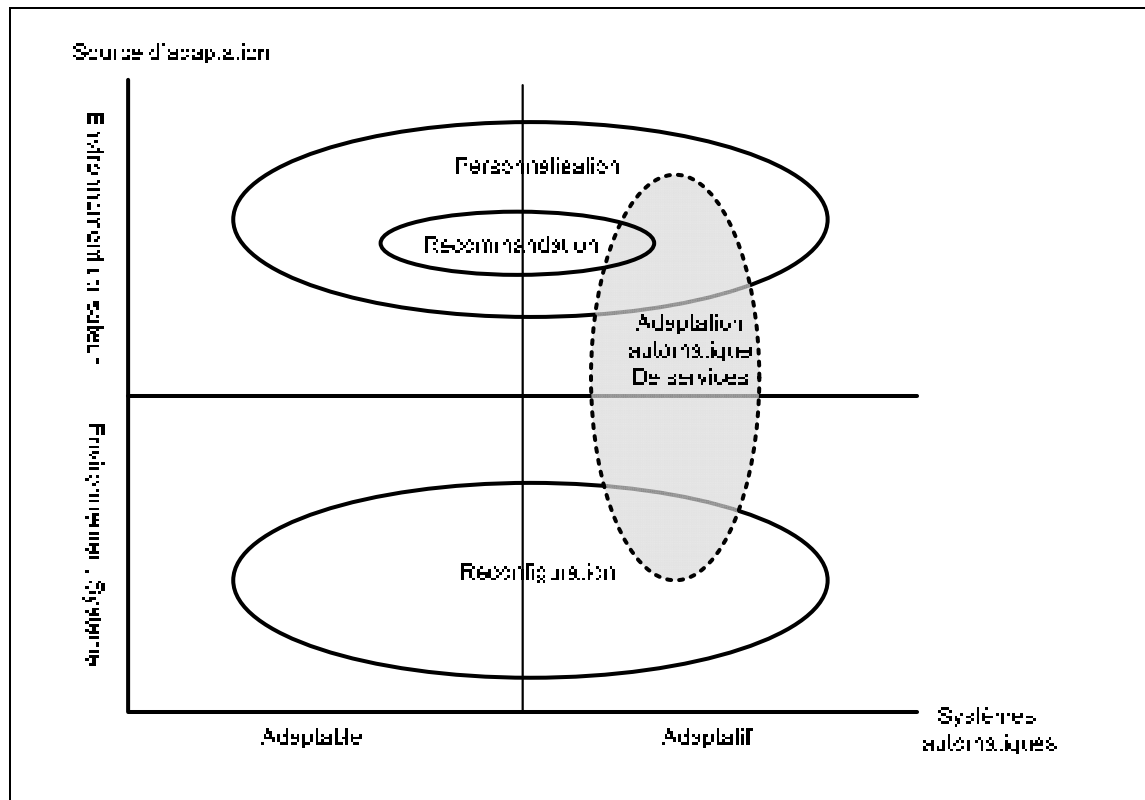 Source d'adaptation
Environnement utilisateur
Personnalisation
Recommandation
Adaptation
automatique
De services
Environnement Système
Reconfiguration
Adaptable
Adaptatif
Systèmes
automatiques